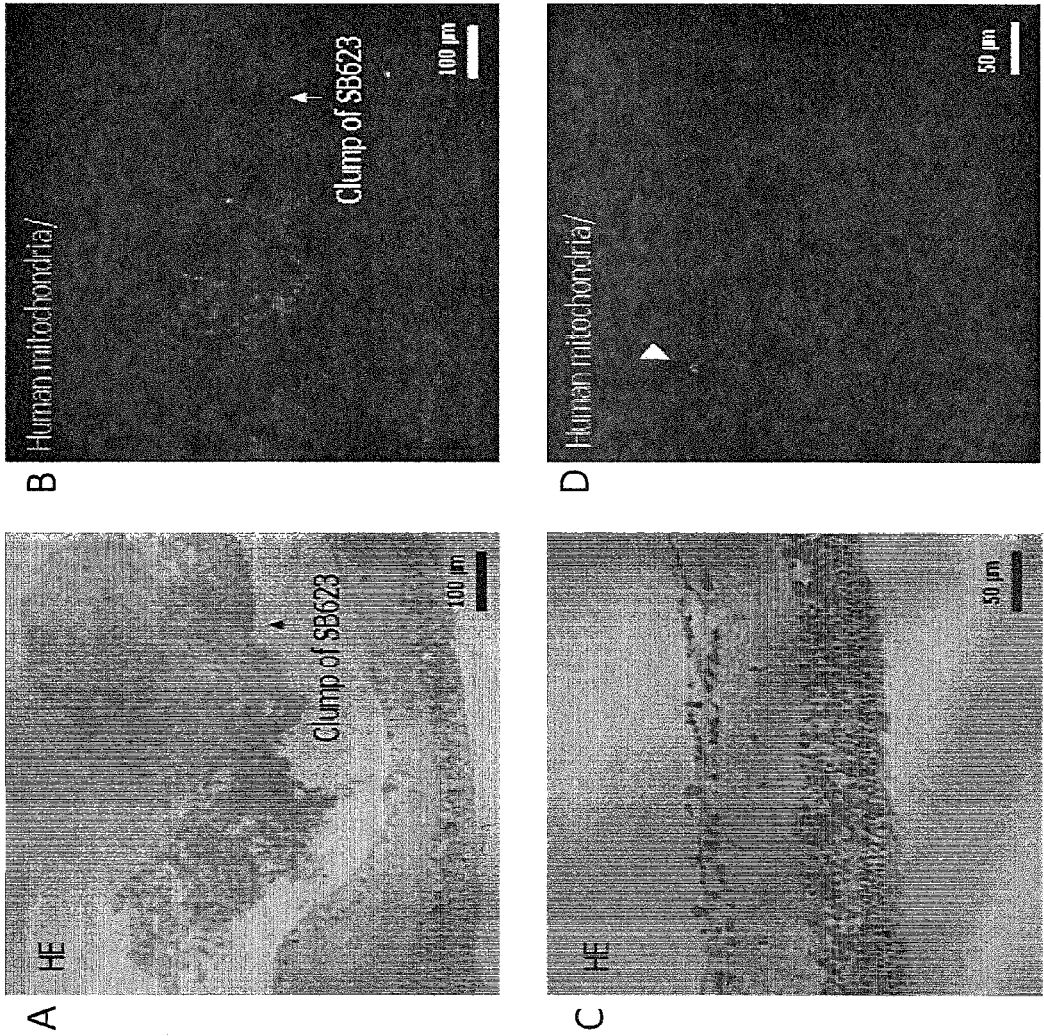 A
HE
Clump of SB623
100 µm
B
Human mitochondria/
Clump of SB623
100 µm
C
HE
50 µm
D
Human mitochondria/
50 µm